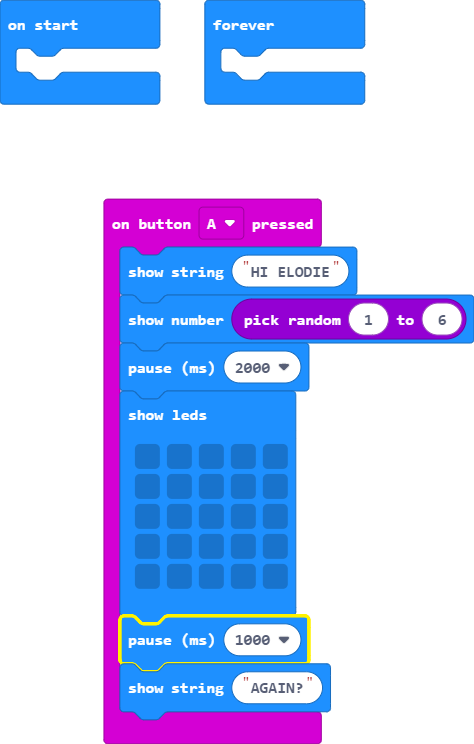 on start
forever
on button A pressed
show string "HI ELODIE"
show number pick random 1 to 6
pause (ms) 2000
show leds
pause (ms) 1000
show string "AGAIN?"